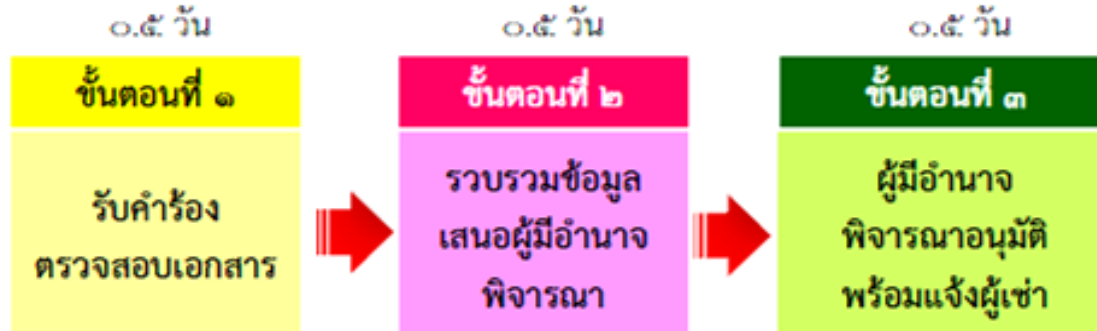 ๐.๕ วัน
ขั้นตอนที่ ๑
รับคำร้อง
ตรวจสอบเอกสาร
๐.๕ วัน
ขั้นตอนที่ ๒
รวบรวมข้อมูล
เสนอผู้มีอำนาจ
พิจารณา
๐.๕ วัน
ขั้นตอนที่ ๓
ผู้มีอำนาจ
พิจารณาอนุมัติ
พร้อมแจ้งผู้เช่า